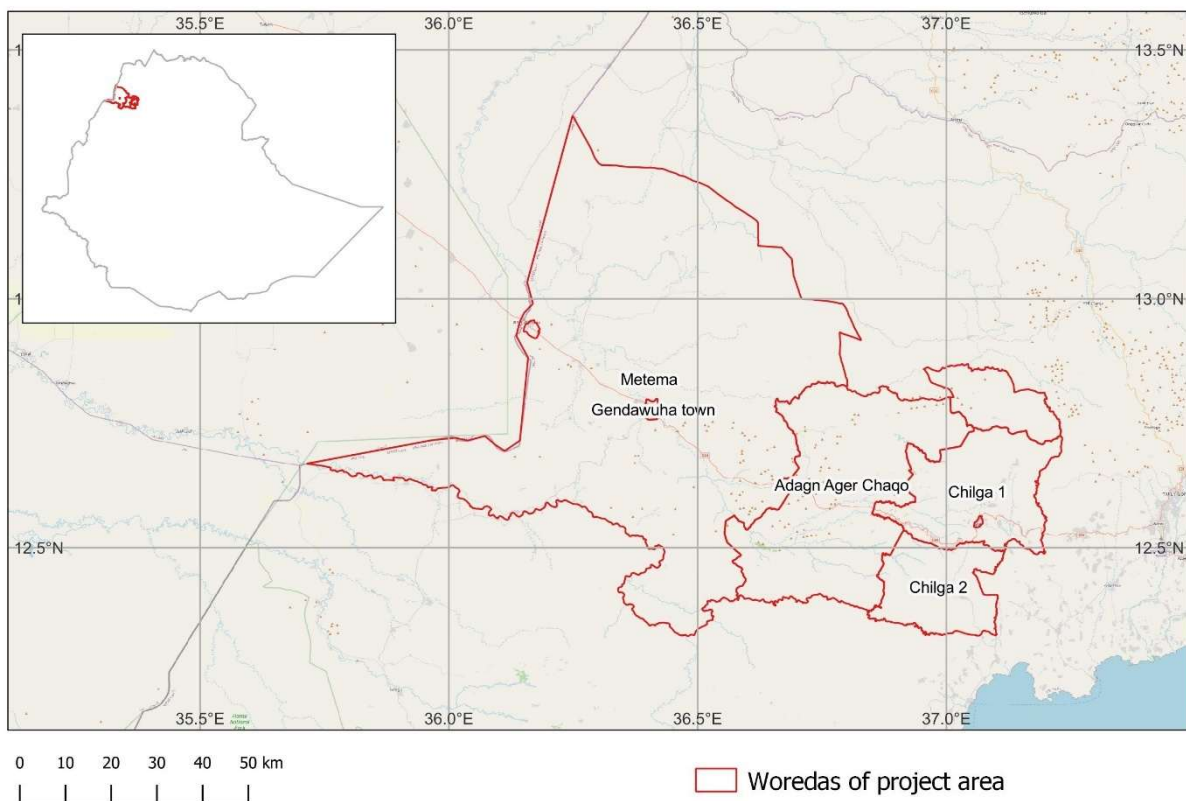 35.5°E 36.0°E 36.5°E 37.0°E
13.5°N
13.0°N
Metema
Gendawuha town
Adagn Ager Chaqo
Chilga 1
12.5°N 12.5°N
Chilga 2
35.5°E 36.0°E 36.5°E 37.0°E
0 10 20 30 40 50 km
Woredas of project area